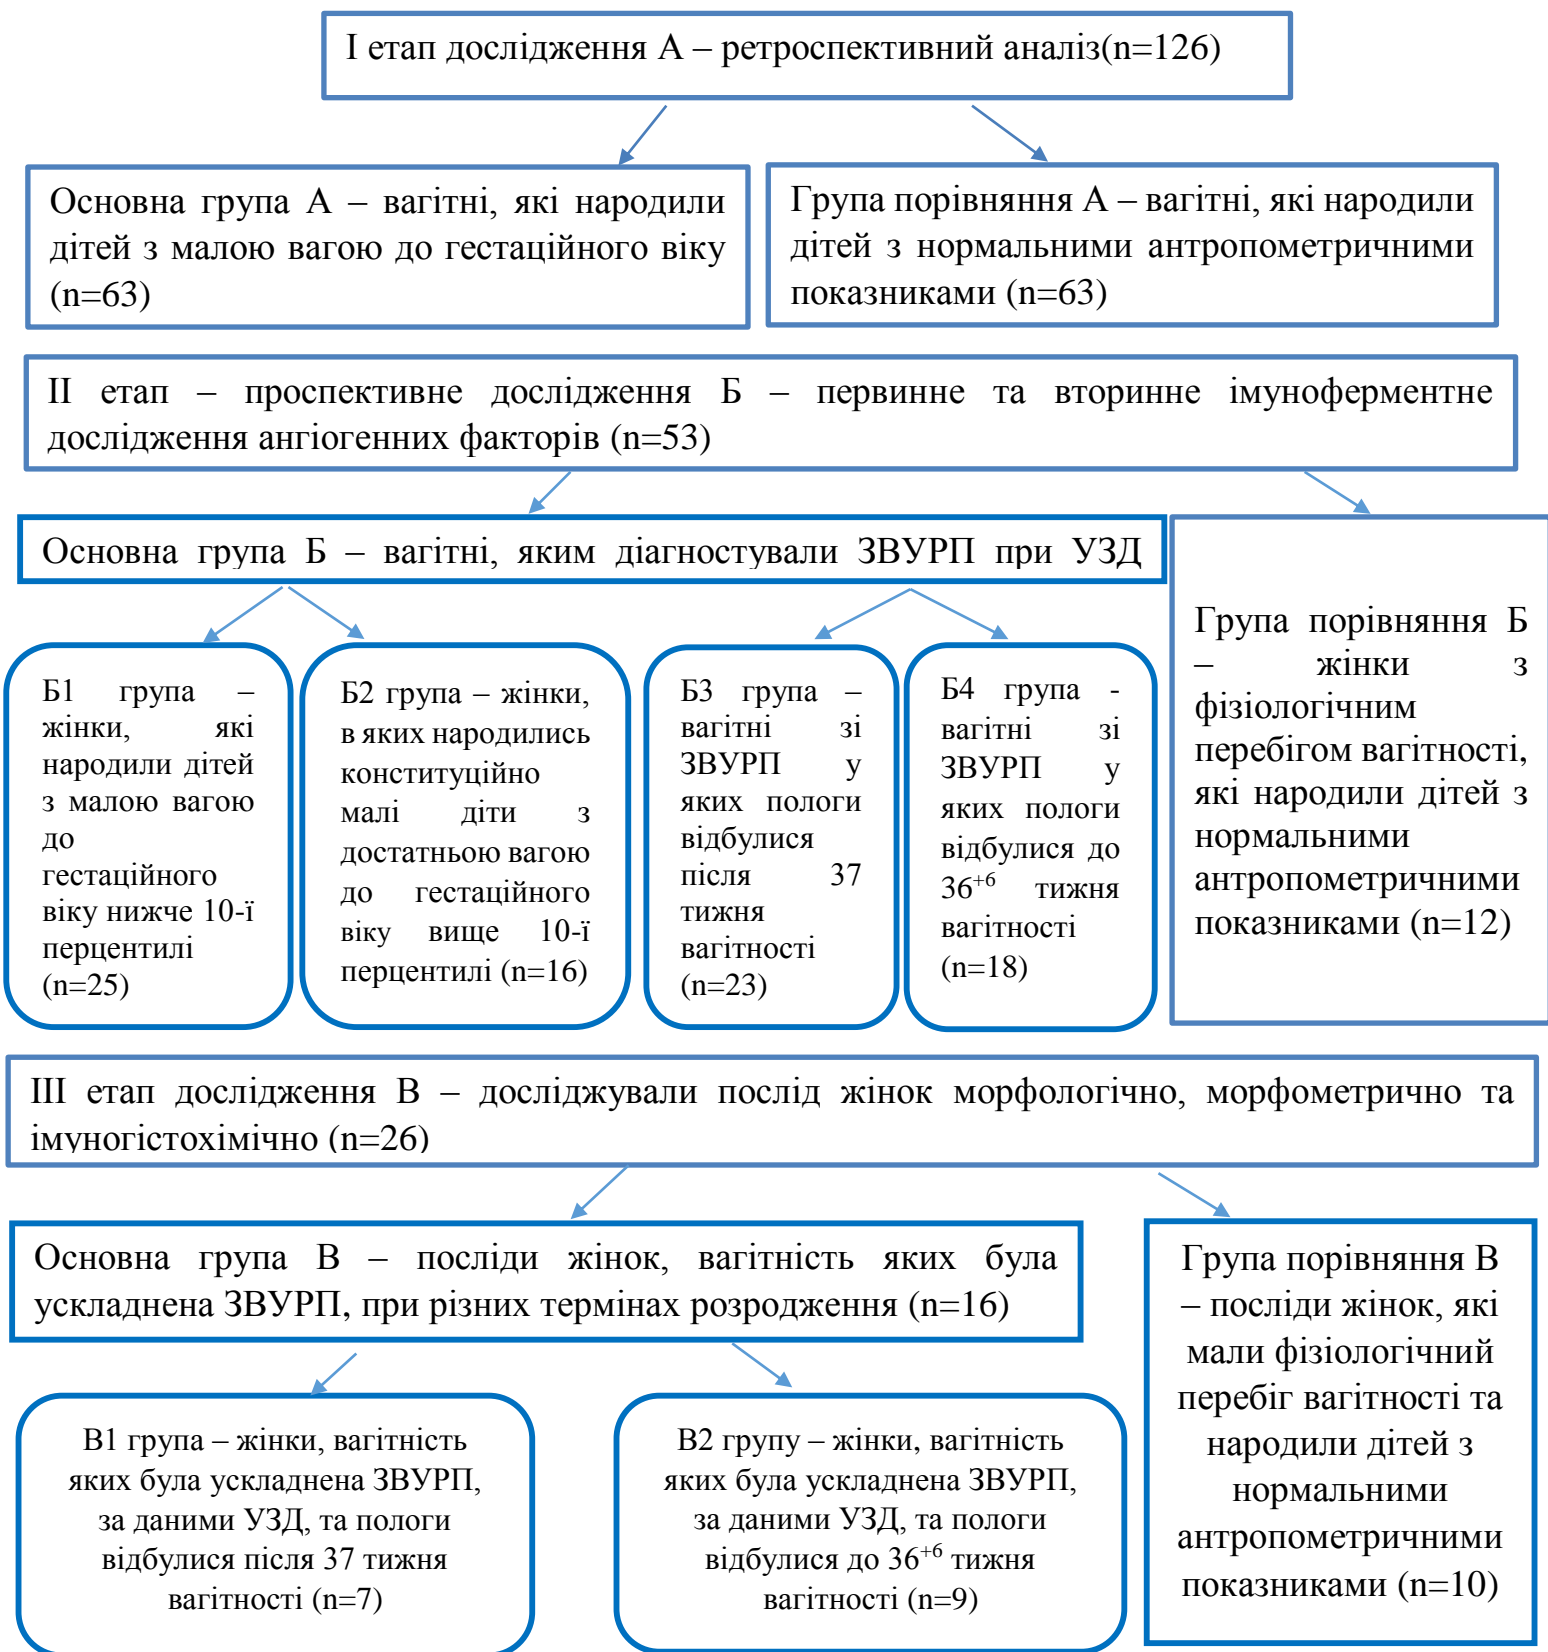 І етап дослідження А – ретроспективний аналіз(n=126)
Основна група А – вагітні, які народили
дітей з малою вагою до гестаційного віку
(n=63)
Група порівняння А – вагітні, які народили
дітей з нормальними антропометричними
показниками (n=63)
ІІ етап – проспективне дослідження Б – первинне та вторинне імуноферментне
дослідження ангіогенних факторів (n=53)
Основна група Б – вагітні, яким діагностували ЗВУРП при УЗД
Б1 група –
жінки, які
народили дітей
з малою вагою
до
гестаційного
віку нижче 10-ї
перцентилі
(n=25)
Б2 група – жінки,
в яких народились
конституційно
малі діти з
достатньою вагою
до гестаційного
віку вище 10-ї
перцентилі (n=16)
Б3 група –
вагітні зі
ЗВУРП у
яких пологи
відбулися
після 37
тижня
вагітності
(n=23)
Б4 група -
вагітні зі
ЗВУРП у
яких пологи
відбулися до
36⁺⁶ тижня
вагітності
(n=18)
Група порівняння Б
– жінки з
фізіологічним
перебігом вагітності,
які народили дітей з
нормальними
антропометричними
показниками (n=12)
ІІІ етап дослідження В – досліджували послід жінок морфологічно, морфометрично та
імуногістохімічно (n=26)
Основна група В – посліди жінок, вагітність яких була
ускладнена ЗВУРП, при різних термінах розродження (n=16)
Група порівняння В
– посліди жінок, які
мали фізіологічний
перебіг вагітності та
народили дітей з
нормальними
антропометричними
показниками (n=10)
В1 група – жінки, вагітність
яких була ускладнена ЗВУРП,
за даними УЗД, та пологи
відбулися після 37 тижня
вагітності (n=7)
В2 групу – жінки, вагітність
яких була ускладнена ЗВУРП,
за даними УЗД, та пологи
відбулися до 36⁺⁶ тижня
вагітності (n=9)